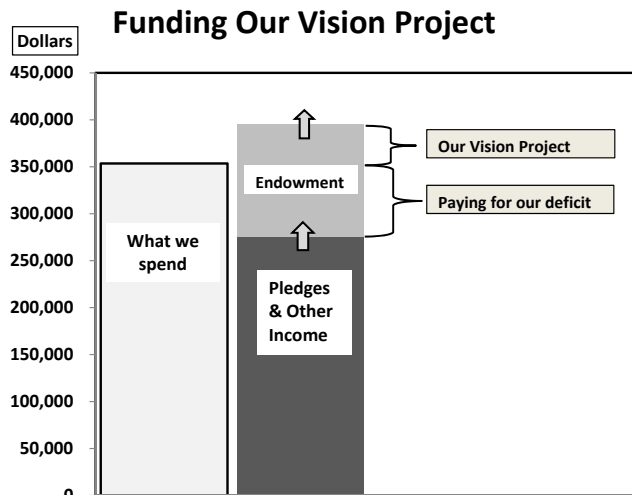 Funding Our Vision Project
Dollars
450,000
400,000
350,000
300,000
250,000
200,000
150,000
100,000
50,000
0
What we
spend
Endowment
Pledges
& Other
Income
Our Vision Project
Paying for our deficit